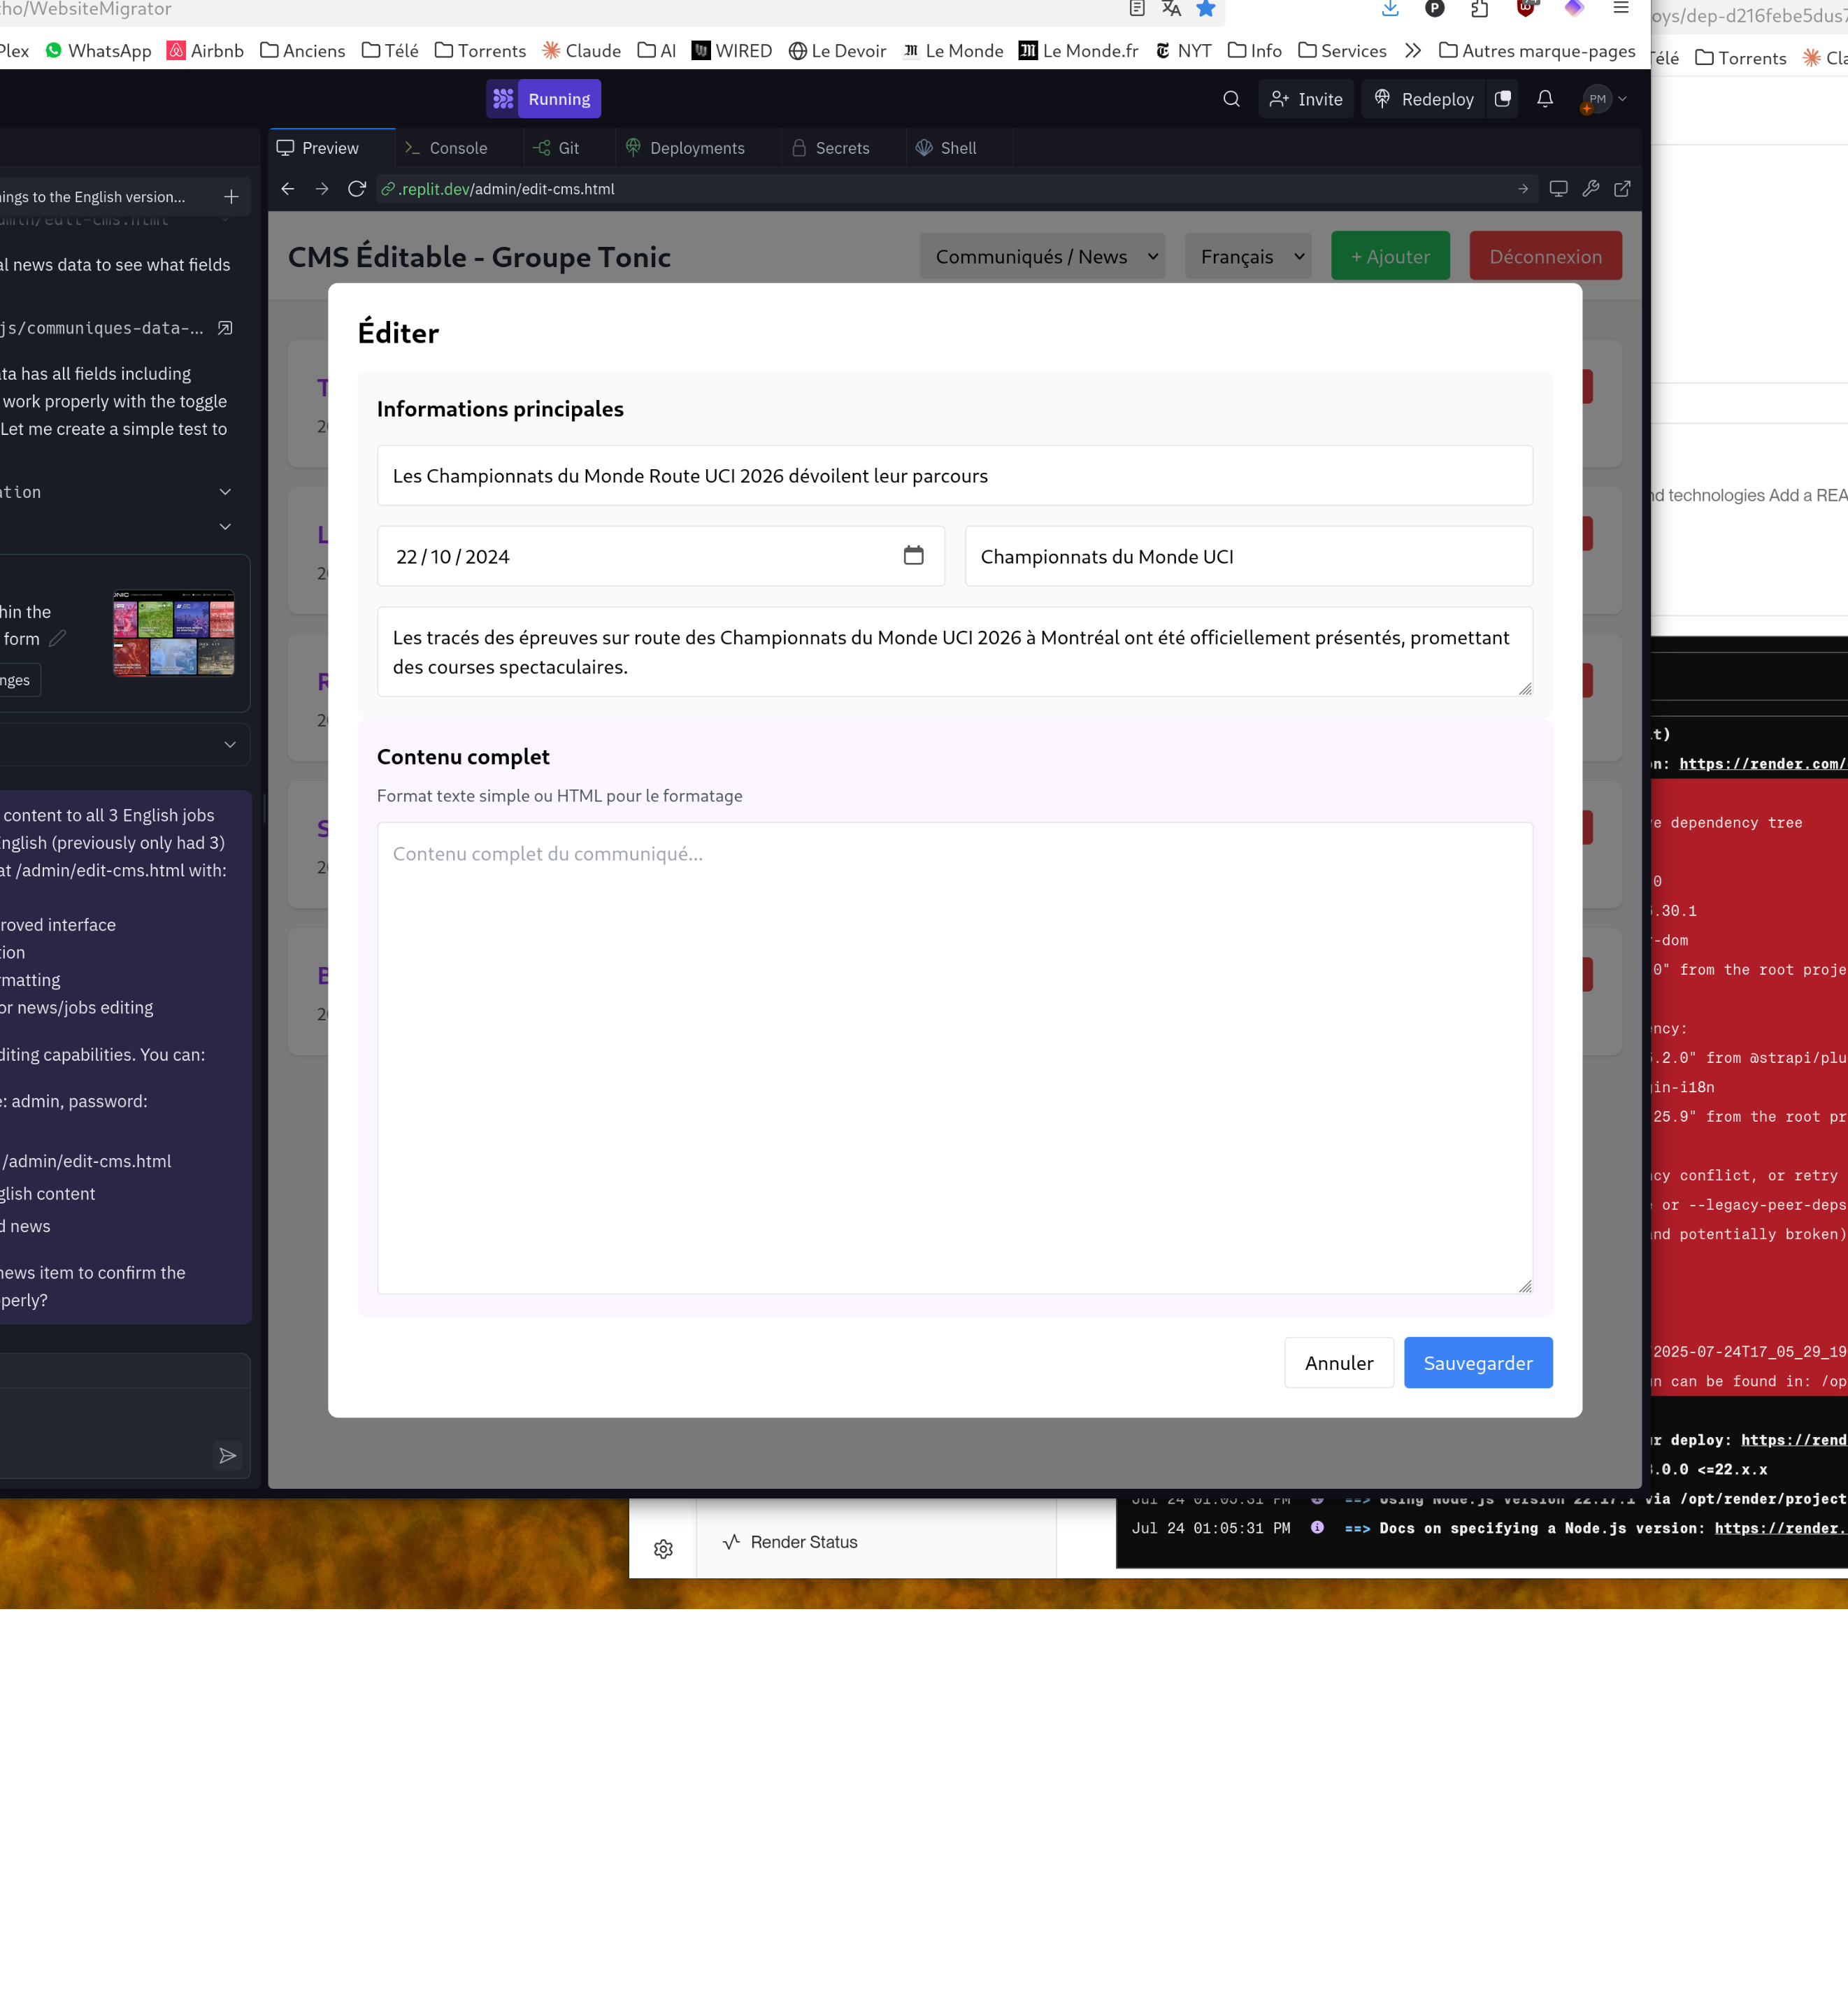 ho/WebsiteMigrator
Plex WhatsApp Airbnb Anciens Télé Torrents Claude AI WIRED Le Devoir Le Monde Le Monde.fr NYT Info Services Autres marque-pages
Running
Invite Redeploy PM
Preview Console Git Deployments Secrets Shell
.replit.dev/admin/edit-cms.html
ings to the English version...
al news data to see what fields
js/communiques-data-...
ta has all fields including
work properly with the toggle
Let me create a simple test to
ation
hin the
form
nges
content to all 3 English jobs
English (previously only had 3)
at /admin/edit-cms.html with:
roved interface
tion
rmatting
or news/jobs editing
diting capabilities. You can:
e: admin, password:
/admin/edit-cms.html
glish content
d news
news item to confirm the
perly?
CMS Éditable - Groupe Tonic
Communiqués / News
Français
+ Ajouter
Déconnexion
Éditer
Informations principales
Les Championnats du Monde Route UCI 2026 dévoilent leur parcours
22 / 10 / 2024
Championnats du Monde UCI
Les tracés des épreuves sur route des Championnats du Monde UCI 2026 à Montréal ont été officiellement présentés, promettant
des courses spectaculaires.
Contenu complet
Format texte simple ou HTML pour le formatage
Contenu complet du communiqué...
Annuler
Sauvegarder
oys/dep-d216febe5dus7
Télé Torrents Cla
nd technologies Add a REA
it)
on: https://render.com/
ve dependency tree
0
6.30.1
r-dom
0" from the root proje
ency:
5.2.0" from @strapi/plu
gin-i18n
25.9" from the root pr
ncy conflict, or retry
e or --legacy-peer-deps
and potentially broken)
2025-07-24T17_05_29_19
un can be found in: /op
ur deploy: https://rend
8.0.0 <=22.x.x
Jul 24 01:05:31 PM ==> Using Node.js version 22.17.1 via /opt/render/project
Jul 24 01:05:31 PM ==> Docs on specifying a Node.js version: https://render.
Render Status